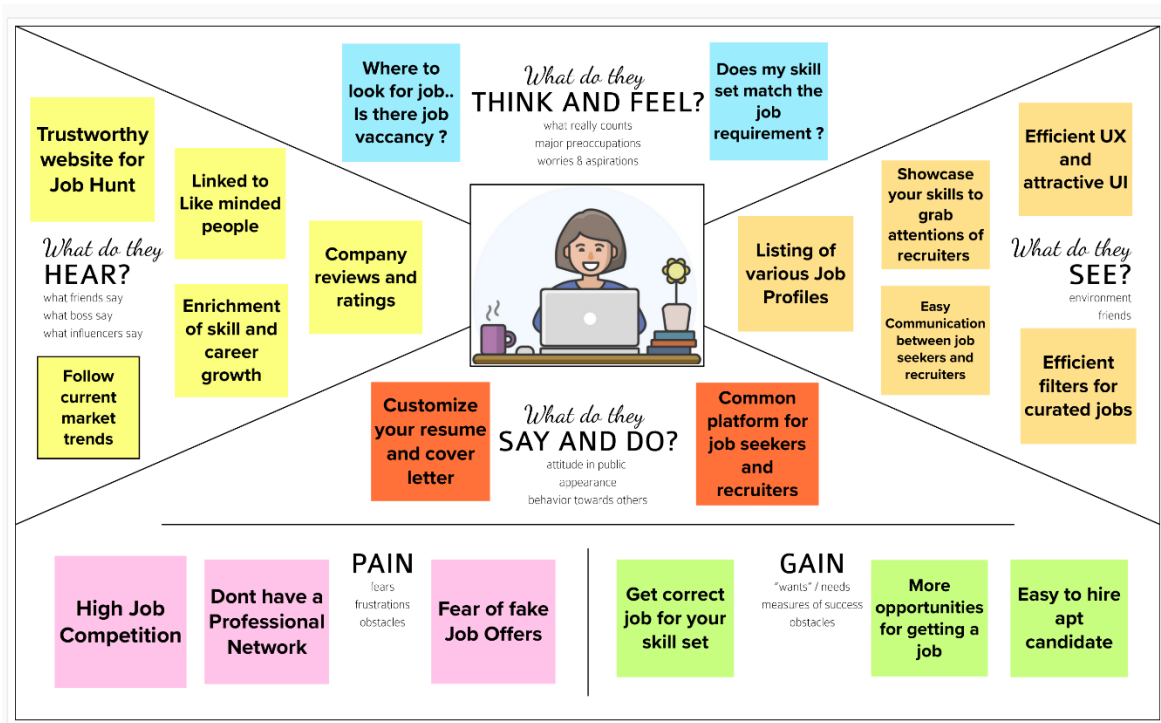 Where to
look for job..
Is there job
vaccancy ?
What do they
THINK AND FEEL?
what really counts
major preoccupations
worries & aspirations
Does my skill
set match the
job
requirement ?
Trustworthy
website for
Job Hunt
Linked to
Like minded
people
Company
reviews and
ratings
What do they
HEAR?
what friends say
what boss say
what influencers say
Enrichment
of skill and
career
growth
Follow
current
market
trends
Listing of
various Job
Profiles
Showcase
your skills to
grab
attentions of
recruiters
Efficient UX
and
attractive UI
What do they
SEE?
environment
friends
Easy
Communication
between job
seekers and
recruiters
Efficient
filters for
curated jobs
Customize
your resume
and cover
letter
What do they
SAY AND DO?
attitude in public
appearance
behavior towards others
Common
platform for
job seekers
and
recruiters
High Job
Competition
Dont have a
Professional
Network
PAIN
fears
frustrations
obstacles
Fear of fake
Job Offers
Get correct
job for your
skill set
GAIN
"wants" / needs
measures of success
obstacles
More
opportunities
for getting a
job
Easy to hire
apt
candidate